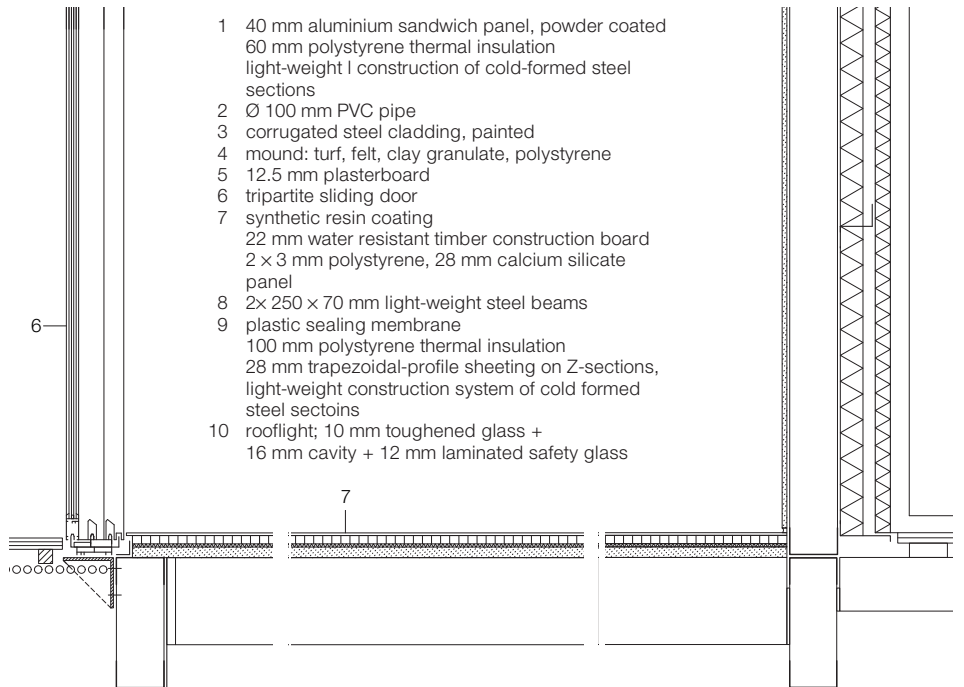 1 40 mm aluminium sandwich panel, powder coated
60 mm polystyrene thermal insulation
light-weight l construction of cold-formed steel
sections
2 Ø 100 mm PVC pipe
3 corrugated steel cladding, painted
4 mound: turf, felt, clay granulate, polystyrene
5 12.5 mm plasterboard
6 tripartite sliding door
7 synthetic resin coating
22 mm water resistant timber construction board
2 × 3 mm polystyrene, 28 mm calcium silicate
panel
8 2× 250 × 70 mm light-weight steel beams
9 plastic sealing membrane
100 mm polystyrene thermal insulation
28 mm trapezoidal-profile sheeting on Z-sections,
light-weight construction system of cold formed
steel sectoins
10 rooflight; 10 mm toughened glass +
16 mm cavity + 12 mm laminated safety glass
6
7